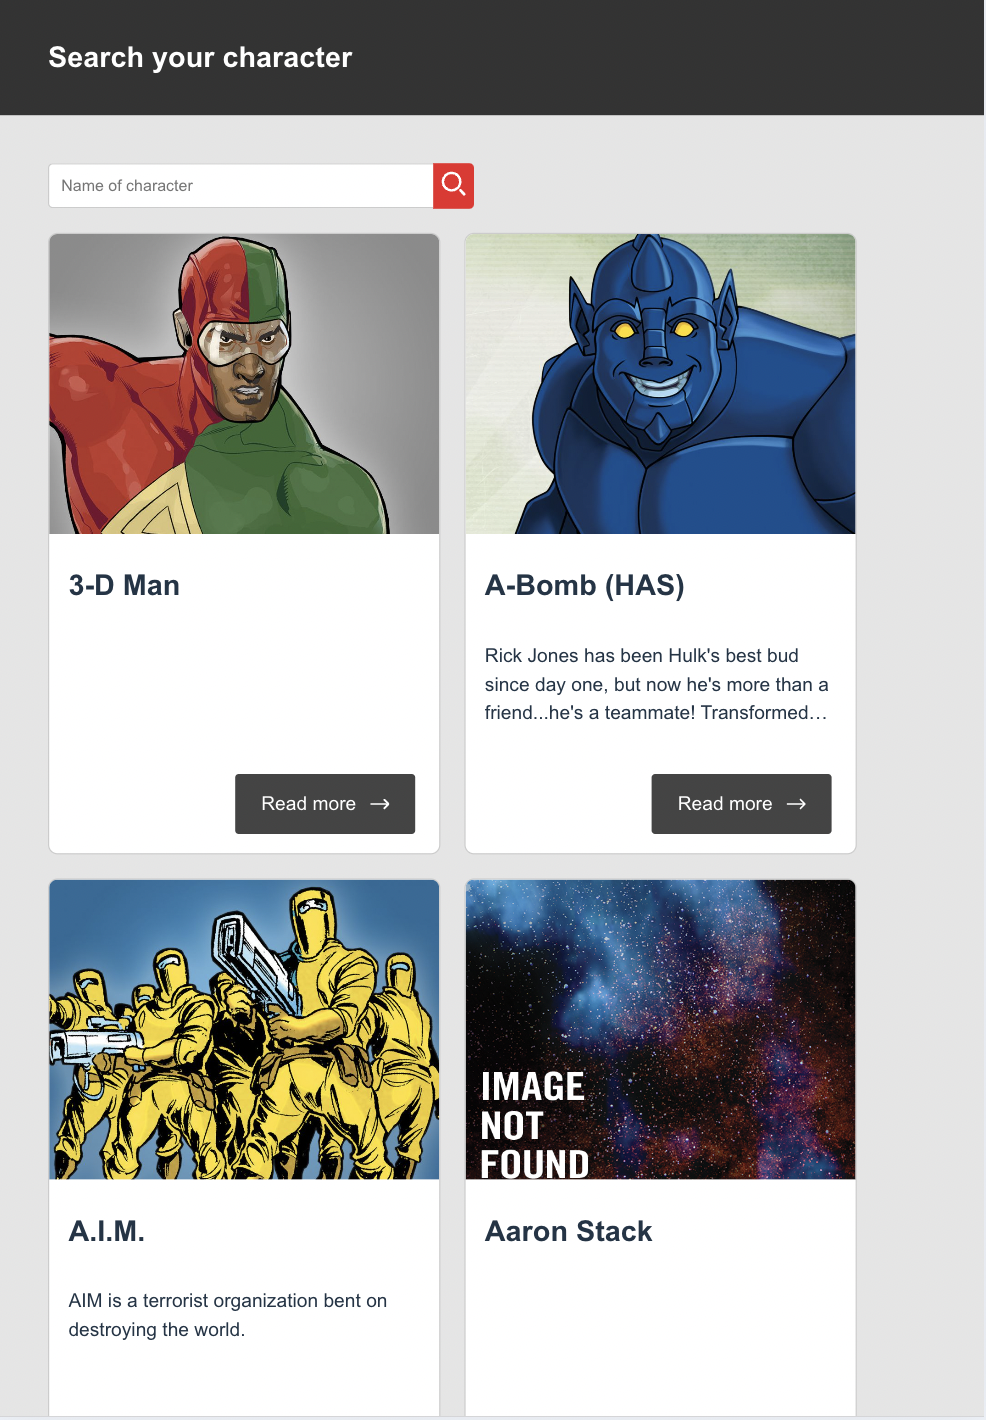 Search your character
Name of character
3-D Man
Read more
A-Bomb (HAS)
Rick Jones has been Hulk's best bud
since day one, but now he's more than a
friend...he's a teammate! Transformed…
Read more
A.I.M.
AIM is a terrorist organization bent on
destroying the world.
IMAGE
NOT
FOUND
Aaron Stack